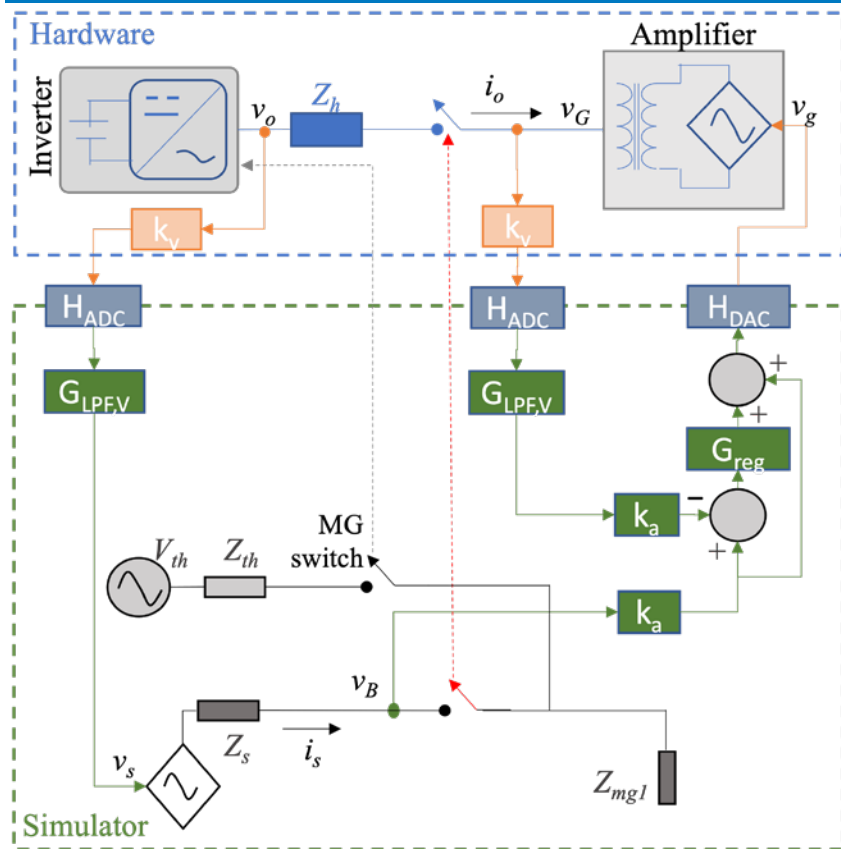 Hardware
Amplifier
Inverter
v_o
Z_h
i_o
v_G
v_g
k_v
k_v
H_ADC
H_ADC
H_DAC
G_LPF,V
G_LPF,V
+
+
G_reg
MG
switch
k_a
−
+
V_th
Z_th
k_a
v_B
Z_s
i_s
v_s
Z_mg1
Simulator